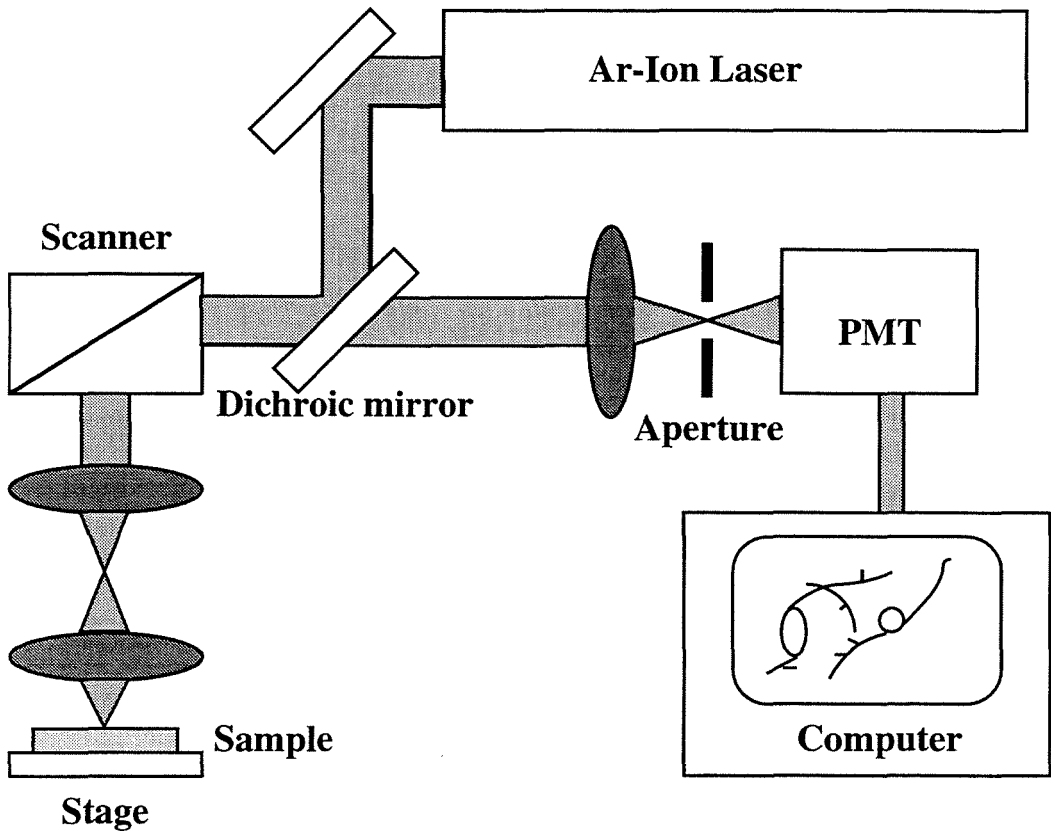 Ar-Ion Laser
Scanner
PMT
Dichroic mirror
Aperture
Sample
Computer
Stage